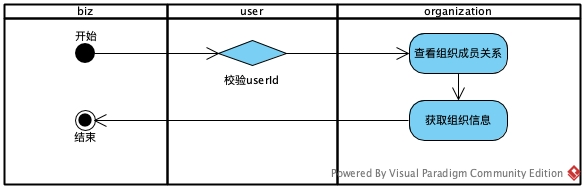 biz
user
organization
开始
校验userId
查看组织成员关系
获取组织信息
结束
Powered By Visual Paradigm Community Edition